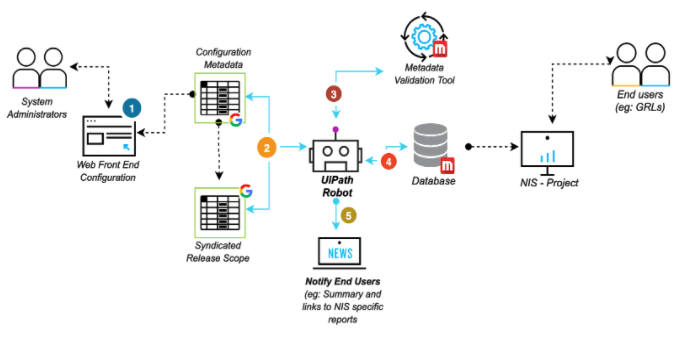 Configuration
Metadata
System
Administrators
1
Web Front End
Configuration
G
2
3
m
Metadata
Validation Tool
End users
(eg: GRLs)
UIPath
Robot
4
m
Database
NIS - Project
G
Syndicated
Release Scope
5
NEWS
Notify End Users
(eg: Summary and
links to NIS specific
reports